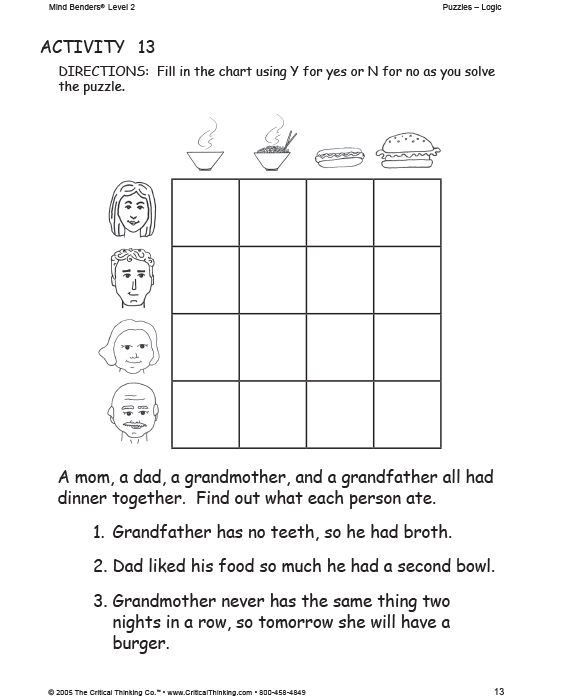 Mind Benders® Level 2
Puzzles – Logic
ACTIVITY 13
DIRECTIONS: Fill in the chart using Y for yes or N for no as you solve
the puzzle.
A mom, a dad, a grandmother, and a grandfather all had
dinner together. Find out what each person ate.
1. Grandfather has no teeth, so he had broth.
2. Dad liked his food so much he had a second bowl.
3. Grandmother never has the same thing two
nights in a row, so tomorrow she will have a
burger.
© 2005 The Critical Thinking Co.™ • www.CriticalThinking.com • 800-458-4849
13